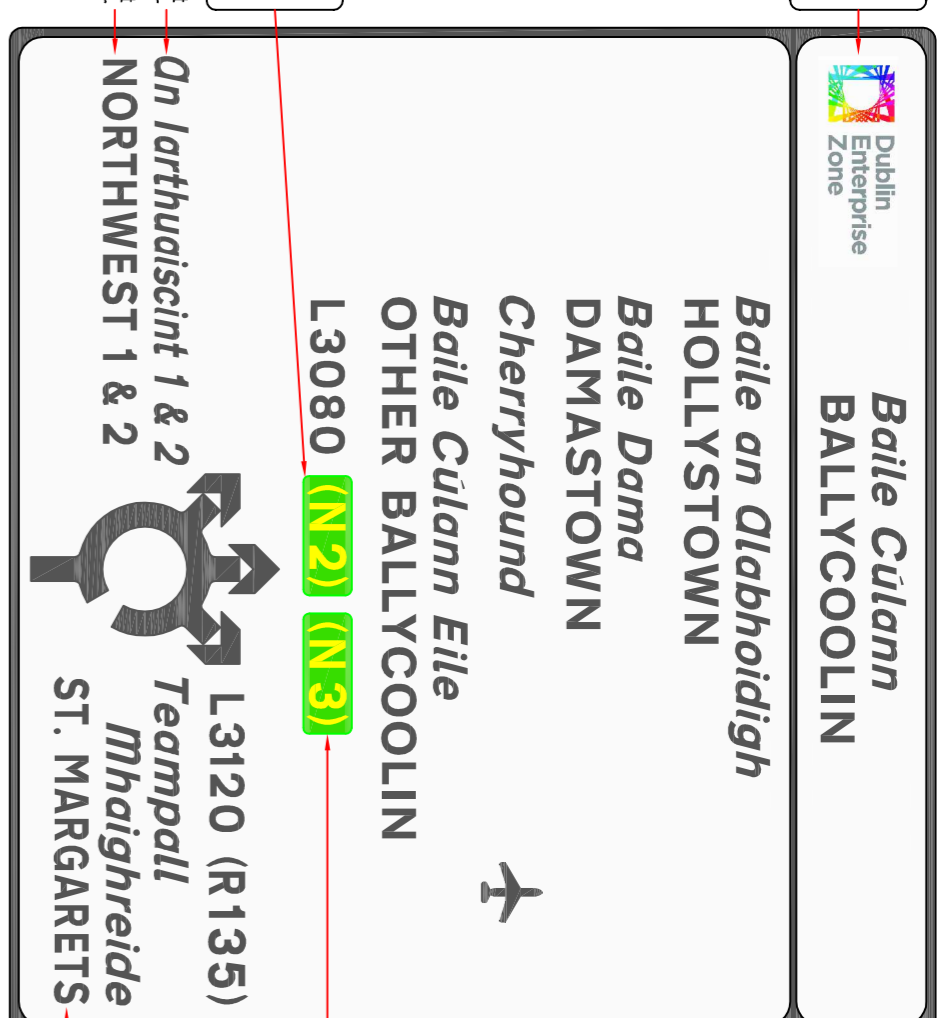 Dublin
Enterprise
Zone
Baile Cúlann
BALLYCOOLIN
Baile an Alabhoidigh
HOLLYSTOWN
Baile Dama
DAMASTOWN
Cherryhound
Baile Cúlann Eile
OTHER BALLYCOOLIN
L3080 (N2) (N3)
An Iarthuaiscint 1 & 2
NORTHWEST 1 & 2
L3120 (R135)
Teampall
Mhaighreide
ST. MARGARETS